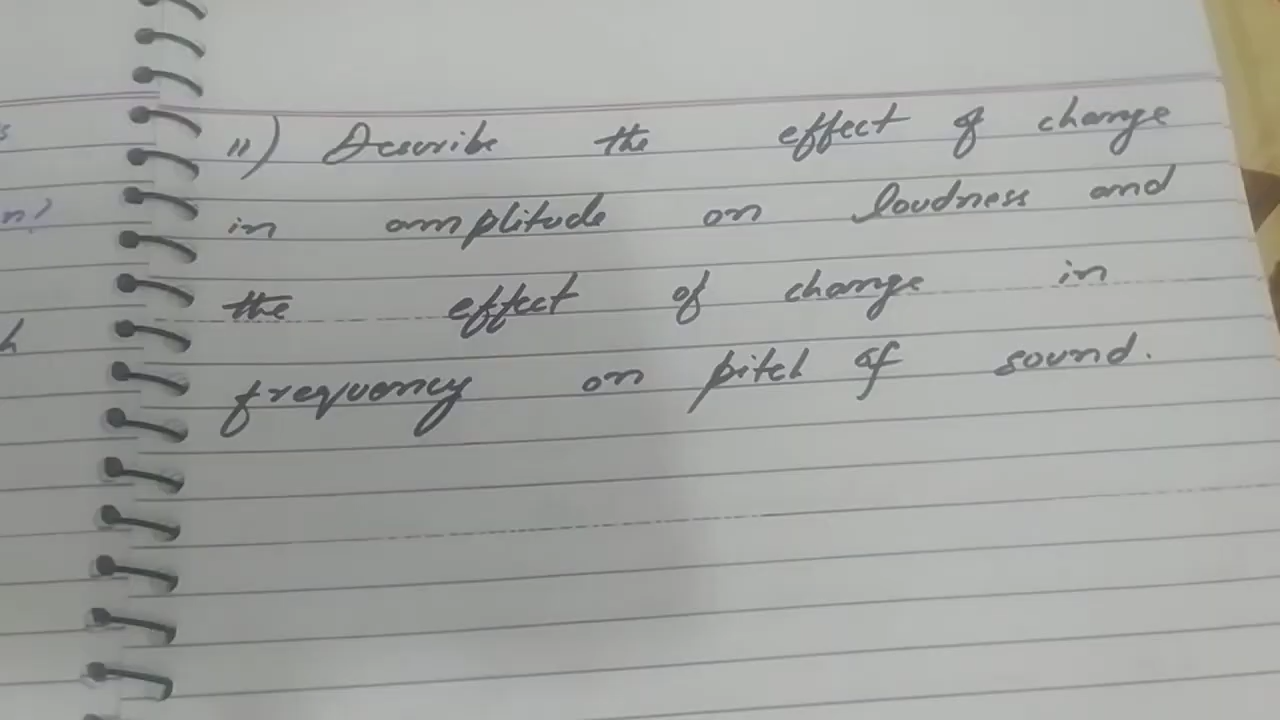 s
n?
h
11) Describe the effect of change
in amplitude on loudness and
the effect of change in
frequency on pitch of sound.